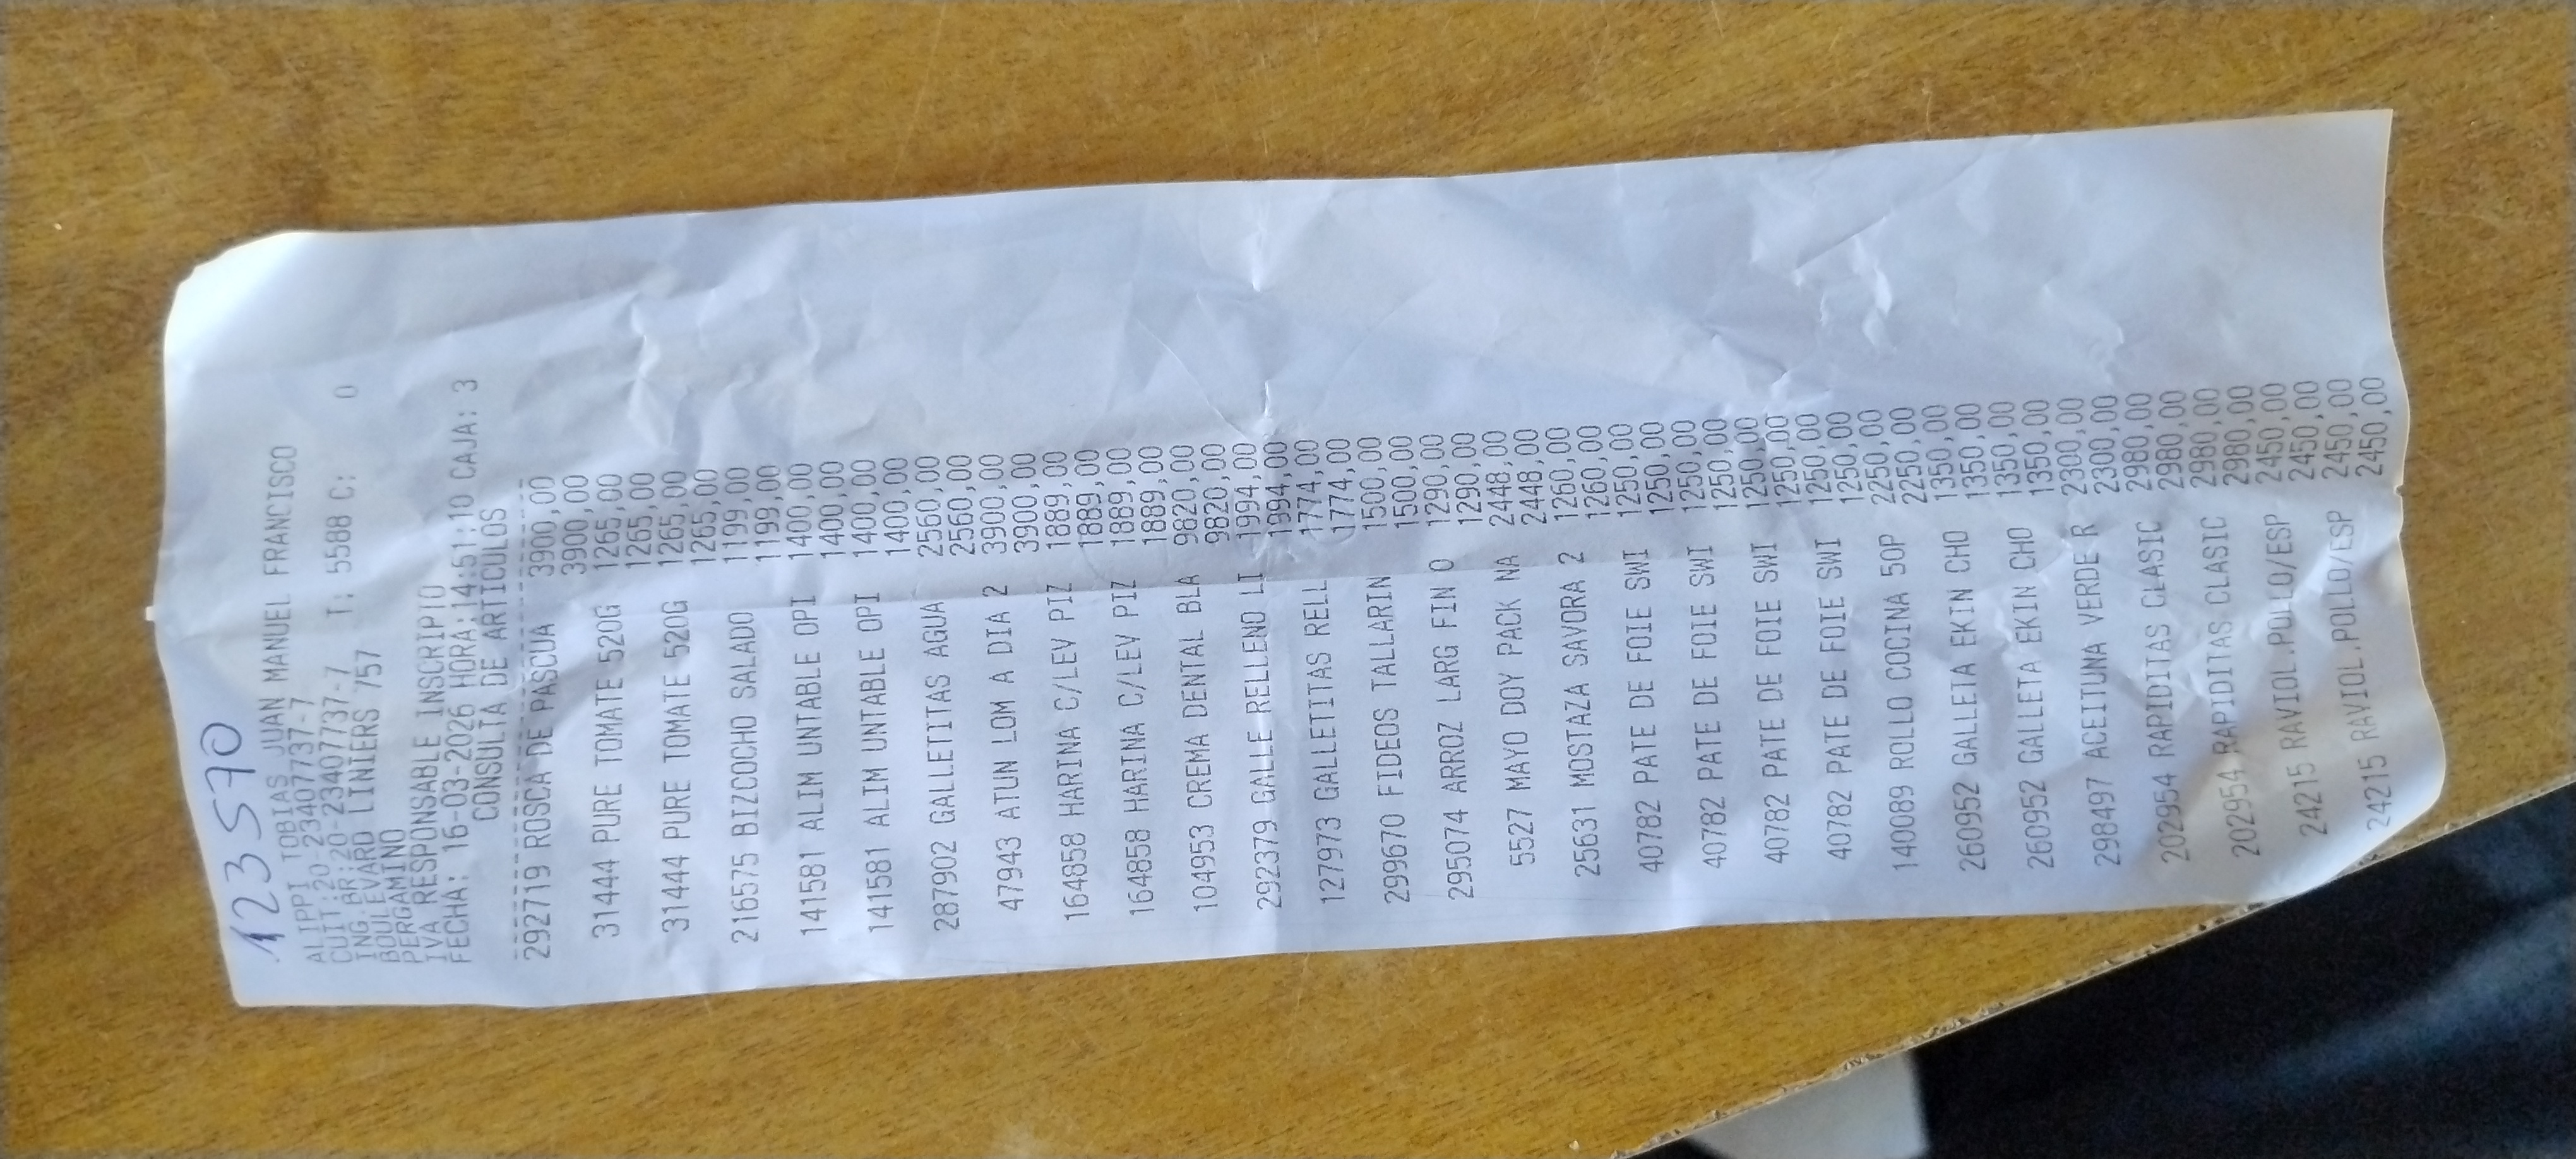 123570
ALIPPI TOBIAS JUAN MANUEL FRANCISCO
CUIT:20-23407737-7
ING.BR:20-23407737-7
BOULEVARD LINIERS 757 T: 5588 C: 0
PERGAMINO
IVA RESPONSABLE INSCRIPTO
FECHA: 16-03-2026 HORA:14:51:10 CAJA: 3
CONSULTA DE ARTICULOS
292719 ROSCA DE PASCUA 3900,00
3900,00
31444 PURE TOMATE 520G 1265,00
1265,00
31444 PURE TOMATE 520G 1265,00
1265,00
216575 BIZCOCHO SALADO 1199,00
1199,00
141581 ALIM UNTABLE OPI 1400,00
1400,00
141581 ALIM UNTABLE OPI 1400,00
1400,00
287902 GALLETITAS AGUA 2560,00
2560,00
47943 ATUN LOM A DIA 2 3900,00
3900,00
164858 HARINA C/LEV PIZ 1889,00
1889,00
164858 HARINA C/LEV PIZ 1889,00
1889,00
104953 CREMA DENTAL BLA 9820,00
9820,00
292379 GALLE RELLENO LI 1994,00
1994,00
127973 GALLETITAS RELL 1774,00
1774,00
299670 FIDEOS TALLARIN 1500,00
1500,00
295074 ARROZ LARG FIN O 1290,00
1290,00
5527 MAYO DOY PACK NA 2448,00
2448,00
25631 MOSTAZA SAVORA 2 1260,00
1260,00
40782 PATE DE FOIE SWI 1250,00
1250,00
40782 PATE DE FOIE SWI 1250,00
1250,00
40782 PATE DE FOIE SWI 1250,00
1250,00
40782 PATE DE FOIE SWI 1250,00
1250,00
140089 ROLLO COCINA 50P 2250,00
2250,00
260952 GALLETA EKIN CHO 1350,00
1350,00
260952 GALLETA EKIN CHO 1350,00
1350,00
298497 ACEITUNA VERDE R 2300,00
2300,00
202954 RAPIDITAS CLASIC 2980,00
2980,00
202954 RAPIDITAS CLASIC 2980,00
2980,00
24215 RAVIOL.POLLO/ESP 2450,00
2450,00
24215 RAVIOL.POLLO/ESP 2450,00
2450,00